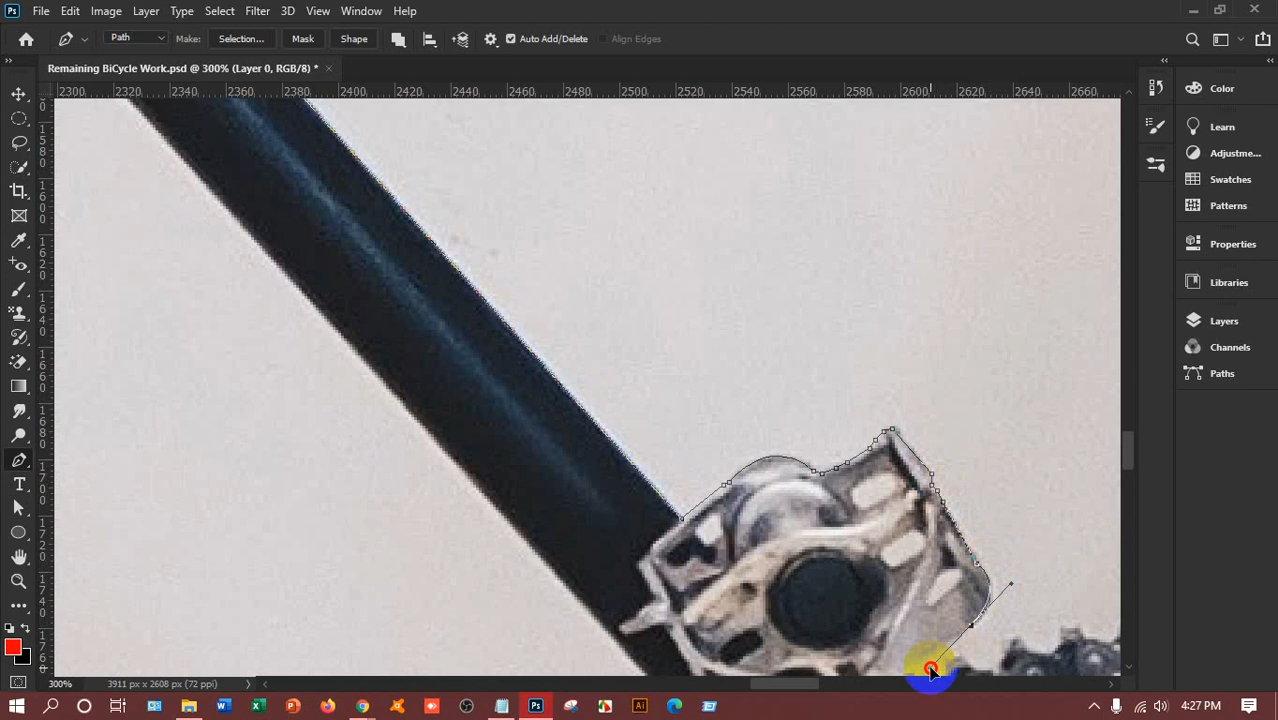 Ps File Edit Image Layer Type Select Filter 3D View Window Help
Path Make: Selection... Mask Shape Auto Add/Delete Align Edges
Remaining BiCycle Work.psd @ 300% (Layer 0, RGB/8) * ×
2300 2320 2340 2360 2380 2400 2420 2440 2460 2480 2500 2520 2540 2560 2580 2600 2620 2640 2660
Color
Learn
Adjustme...
Swatches
Patterns
Properties
Libraries
Layers
Channels
Paths
300% 3911 px x 2608 px (72 ppi)
4:27 PM